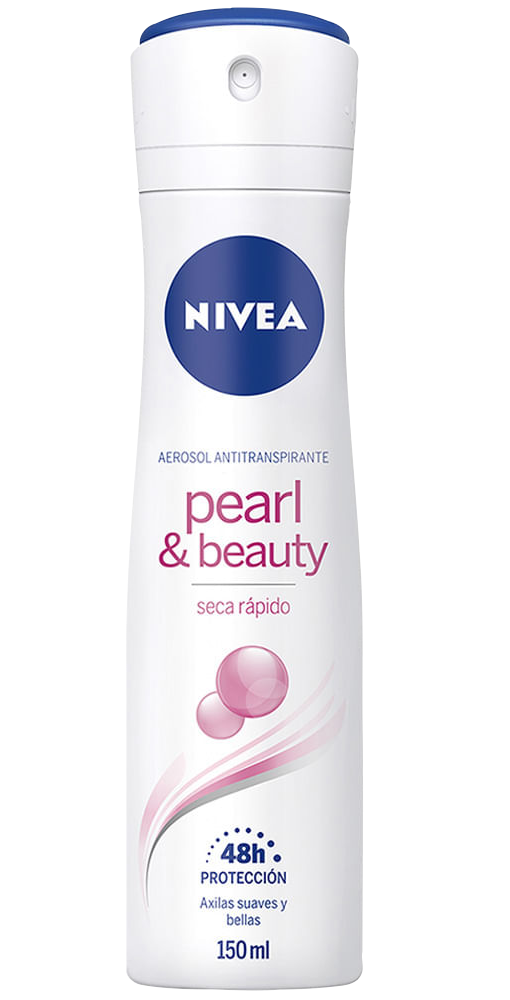 NIVEA
AEROSOL ANTITRANSPIRANTE
pearl
& beauty
seca rápido
48h
PROTECCIÓN
Axilas suaves y
bellas
150 ml